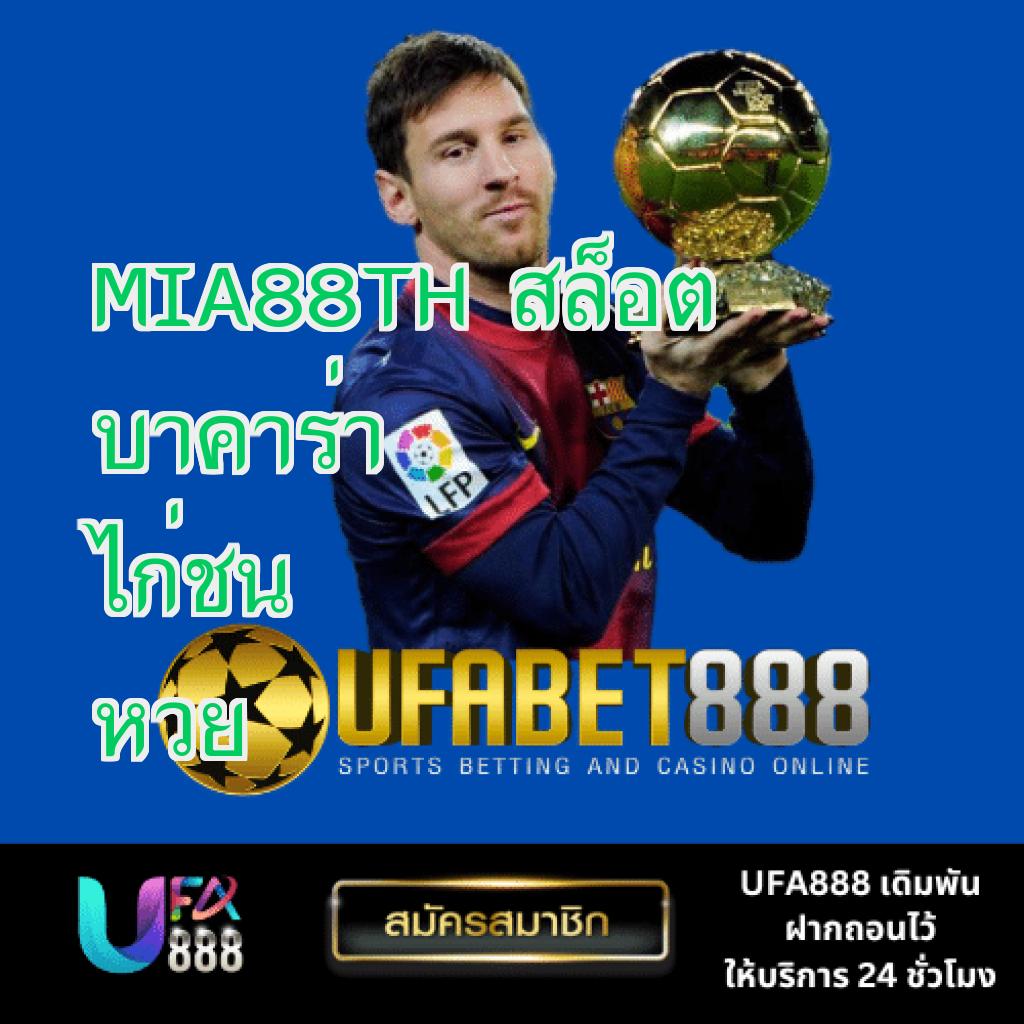 MIA88TH สล็อต
บาคาร่า
ไก่ชน
หวย
LFP
UFABET888
SPORTS BETTING AND CASINO ONLINE
UFA
888
สมัครสมาชิก
UFA888 เดิมพัน
ฝากถอนไว้
ให้บริการ 24 ชั่วโมง